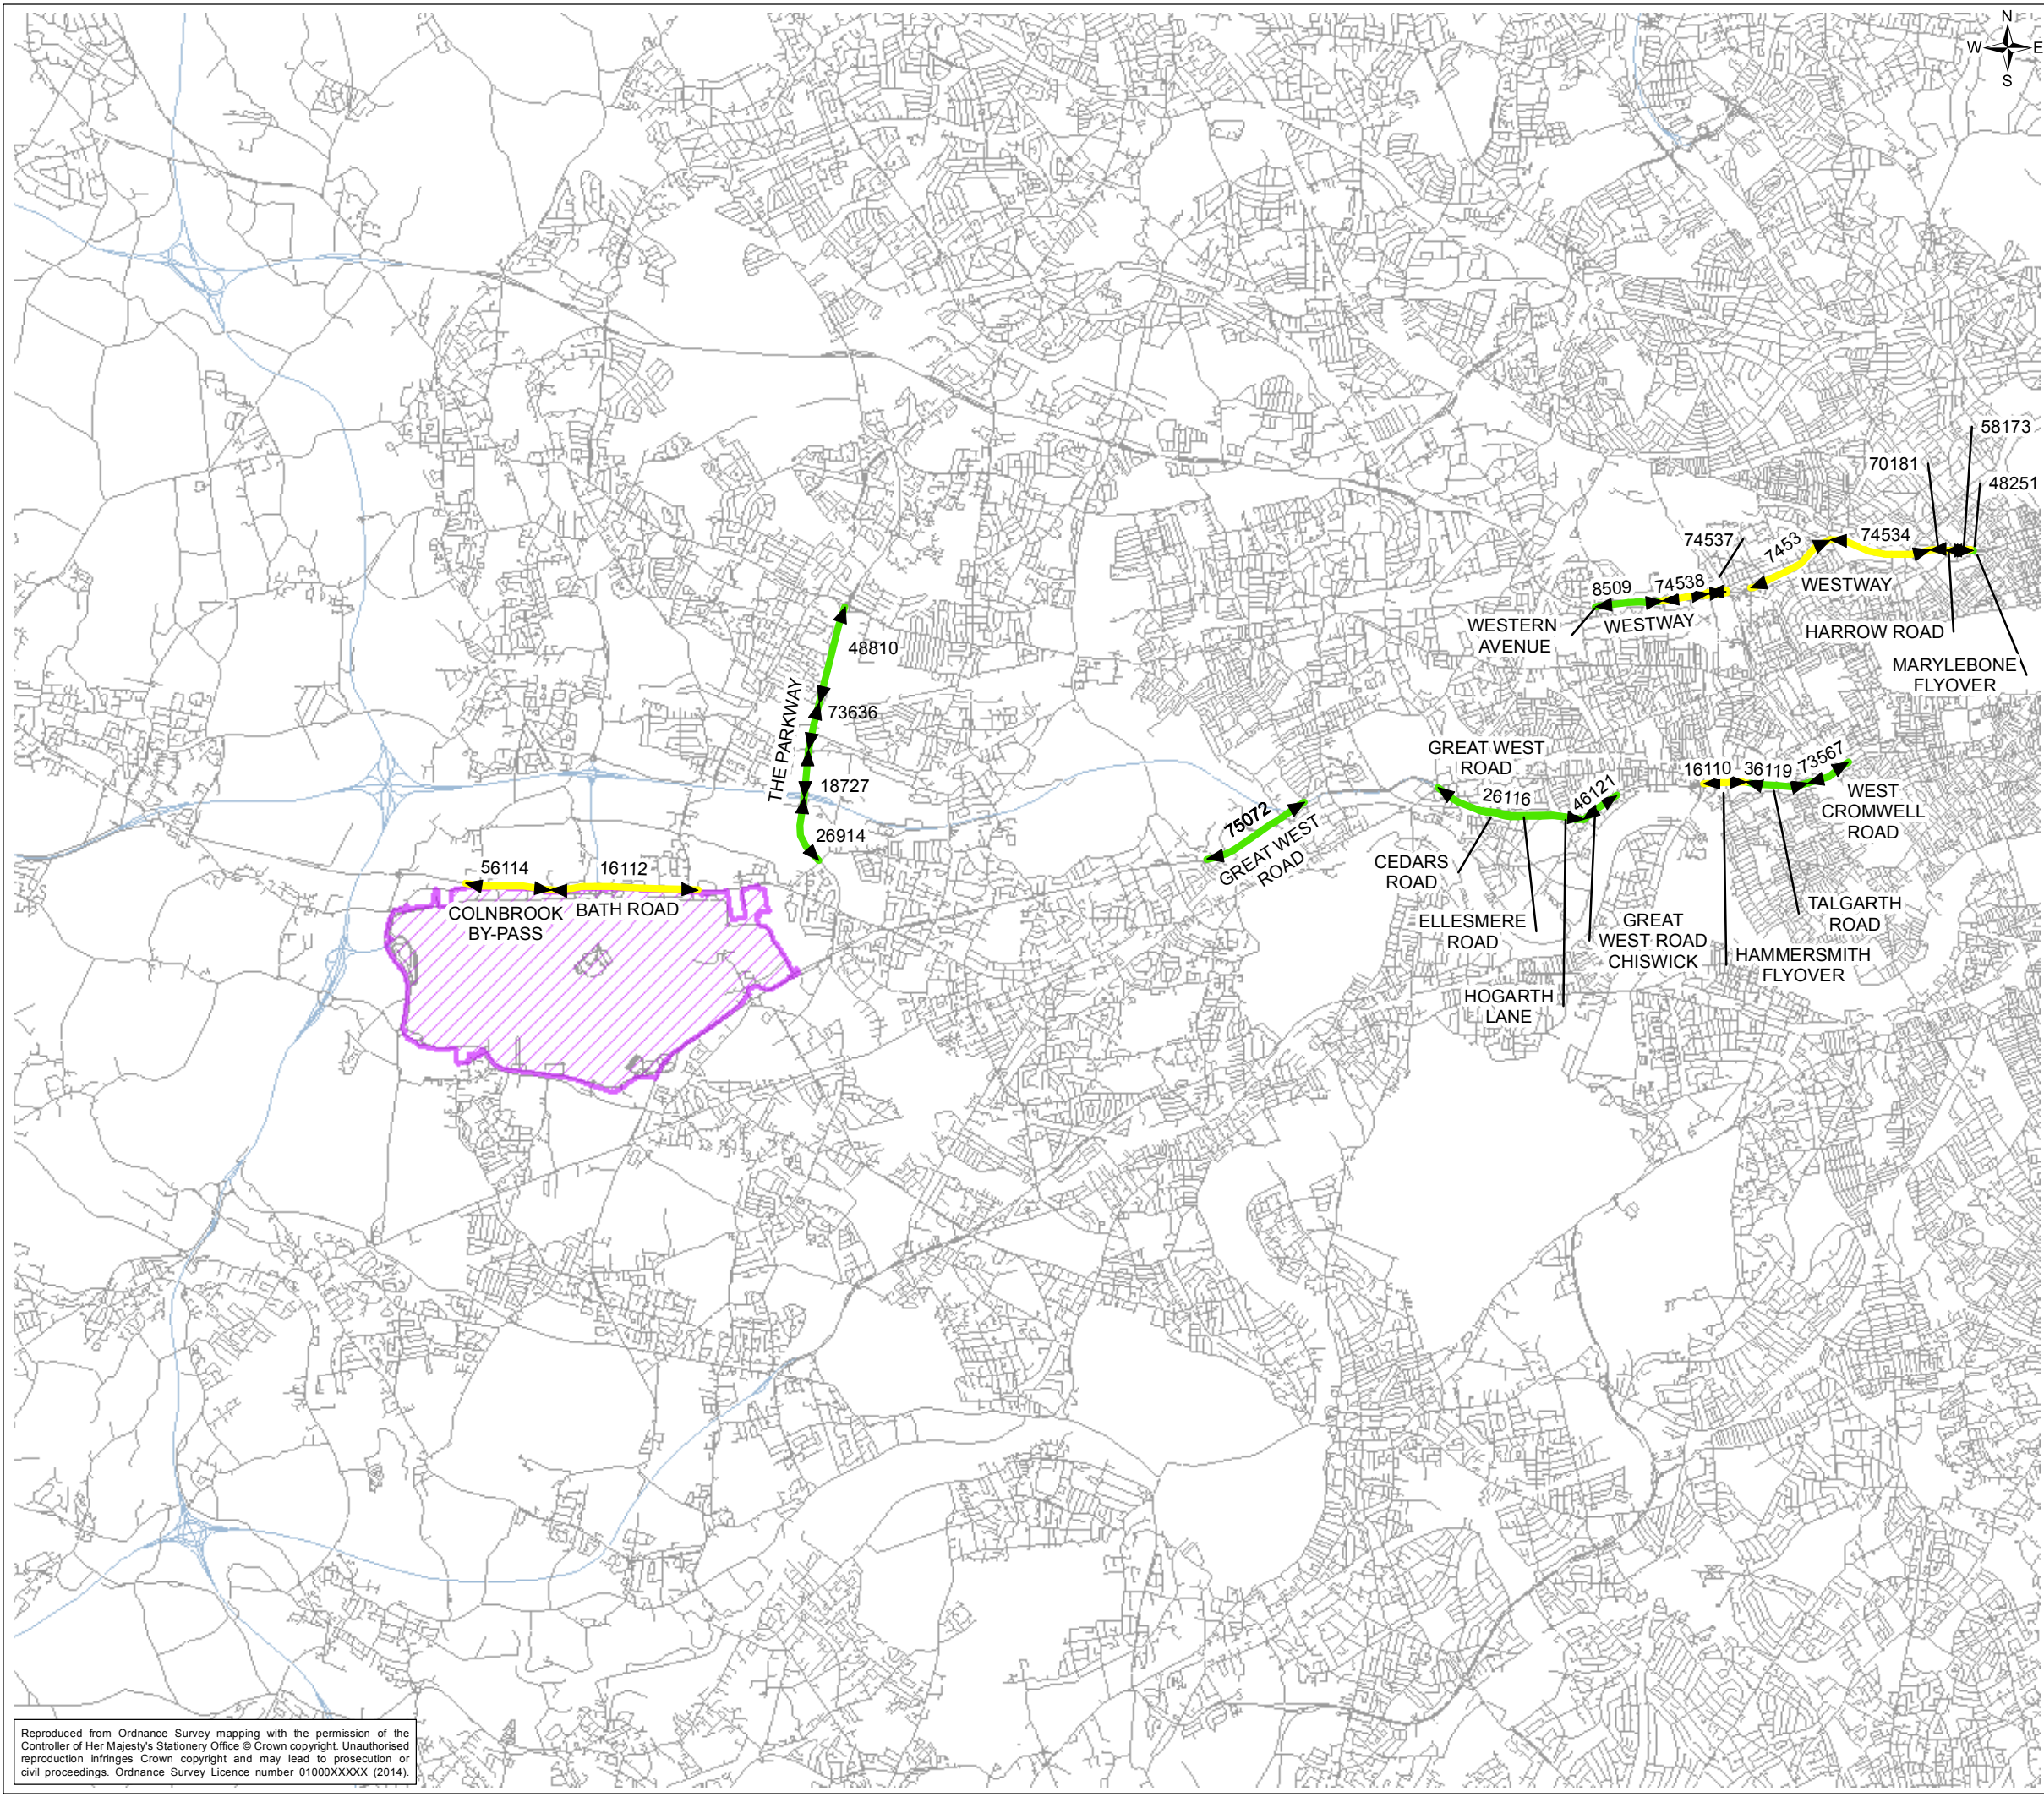 N
W E
S
58173
70181
48251
74537
7453
74534
8509
74538
WESTWAY
WESTWAY
WESTERN
AVENUE
HARROW ROAD
MARYLEBONE
FLYOVER
48810
THE PARKWAY
73636
18727
26914
GREAT WEST
ROAD
26116
46121
16110
36119
73567
WEST
CROMWELL
ROAD
75072
GREAT WEST
ROAD
CEDARS
ROAD
56114
16112
COLNBROOK
BY-PASS
BATH ROAD
ELLESMERE
ROAD
GREAT
WEST ROAD
CHISWICK
TALGARTH
ROAD
HAMMERSMITH
FLYOVER
HOGARTH
LANE
Reproduced from Ordnance Survey mapping with the permission of the
Controller of Her Majesty's Stationery Office © Crown copyright. Unauthorised
reproduction infringes Crown copyright and may lead to prosecution or
civil proceedings. Ordnance Survey Licence number 01000XXXXX (2014).